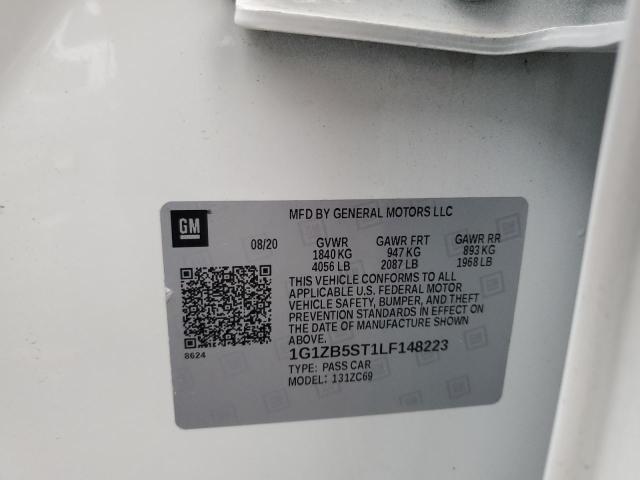 GM
MFD BY GENERAL MOTORS LLC
08/20 GVWR GAWR FRT GAWR RR
1840 KG 947 KG 893 KG
4056 LB 2087 LB 1968 LB
THIS VEHICLE CONFORMS TO ALL
APPLICABLE U.S. FEDERAL MOTOR
VEHICLE SAFETY, BUMPER, AND THEFT
PREVENTION STANDARDS IN EFFECT ON
THE DATE OF MANUFACTURE SHOWN
ABOVE.
8624
1G1ZB5ST1LF148223
TYPE: PASS CAR
MODEL: 131ZC69